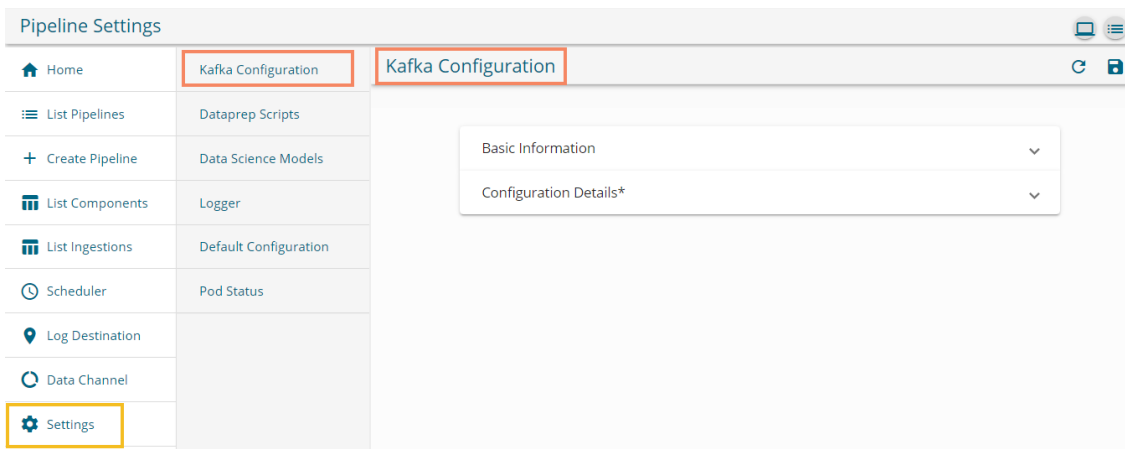 Pipeline Settings
Home
List Pipelines
Create Pipeline
List Components
List Ingestions
Scheduler
Log Destination
Data Channel
Settings
Kafka Configuration
Dataprep Scripts
Data Science Models
Logger
Default Configuration
Pod Status
Kafka Configuration
Basic Information
Configuration Details*